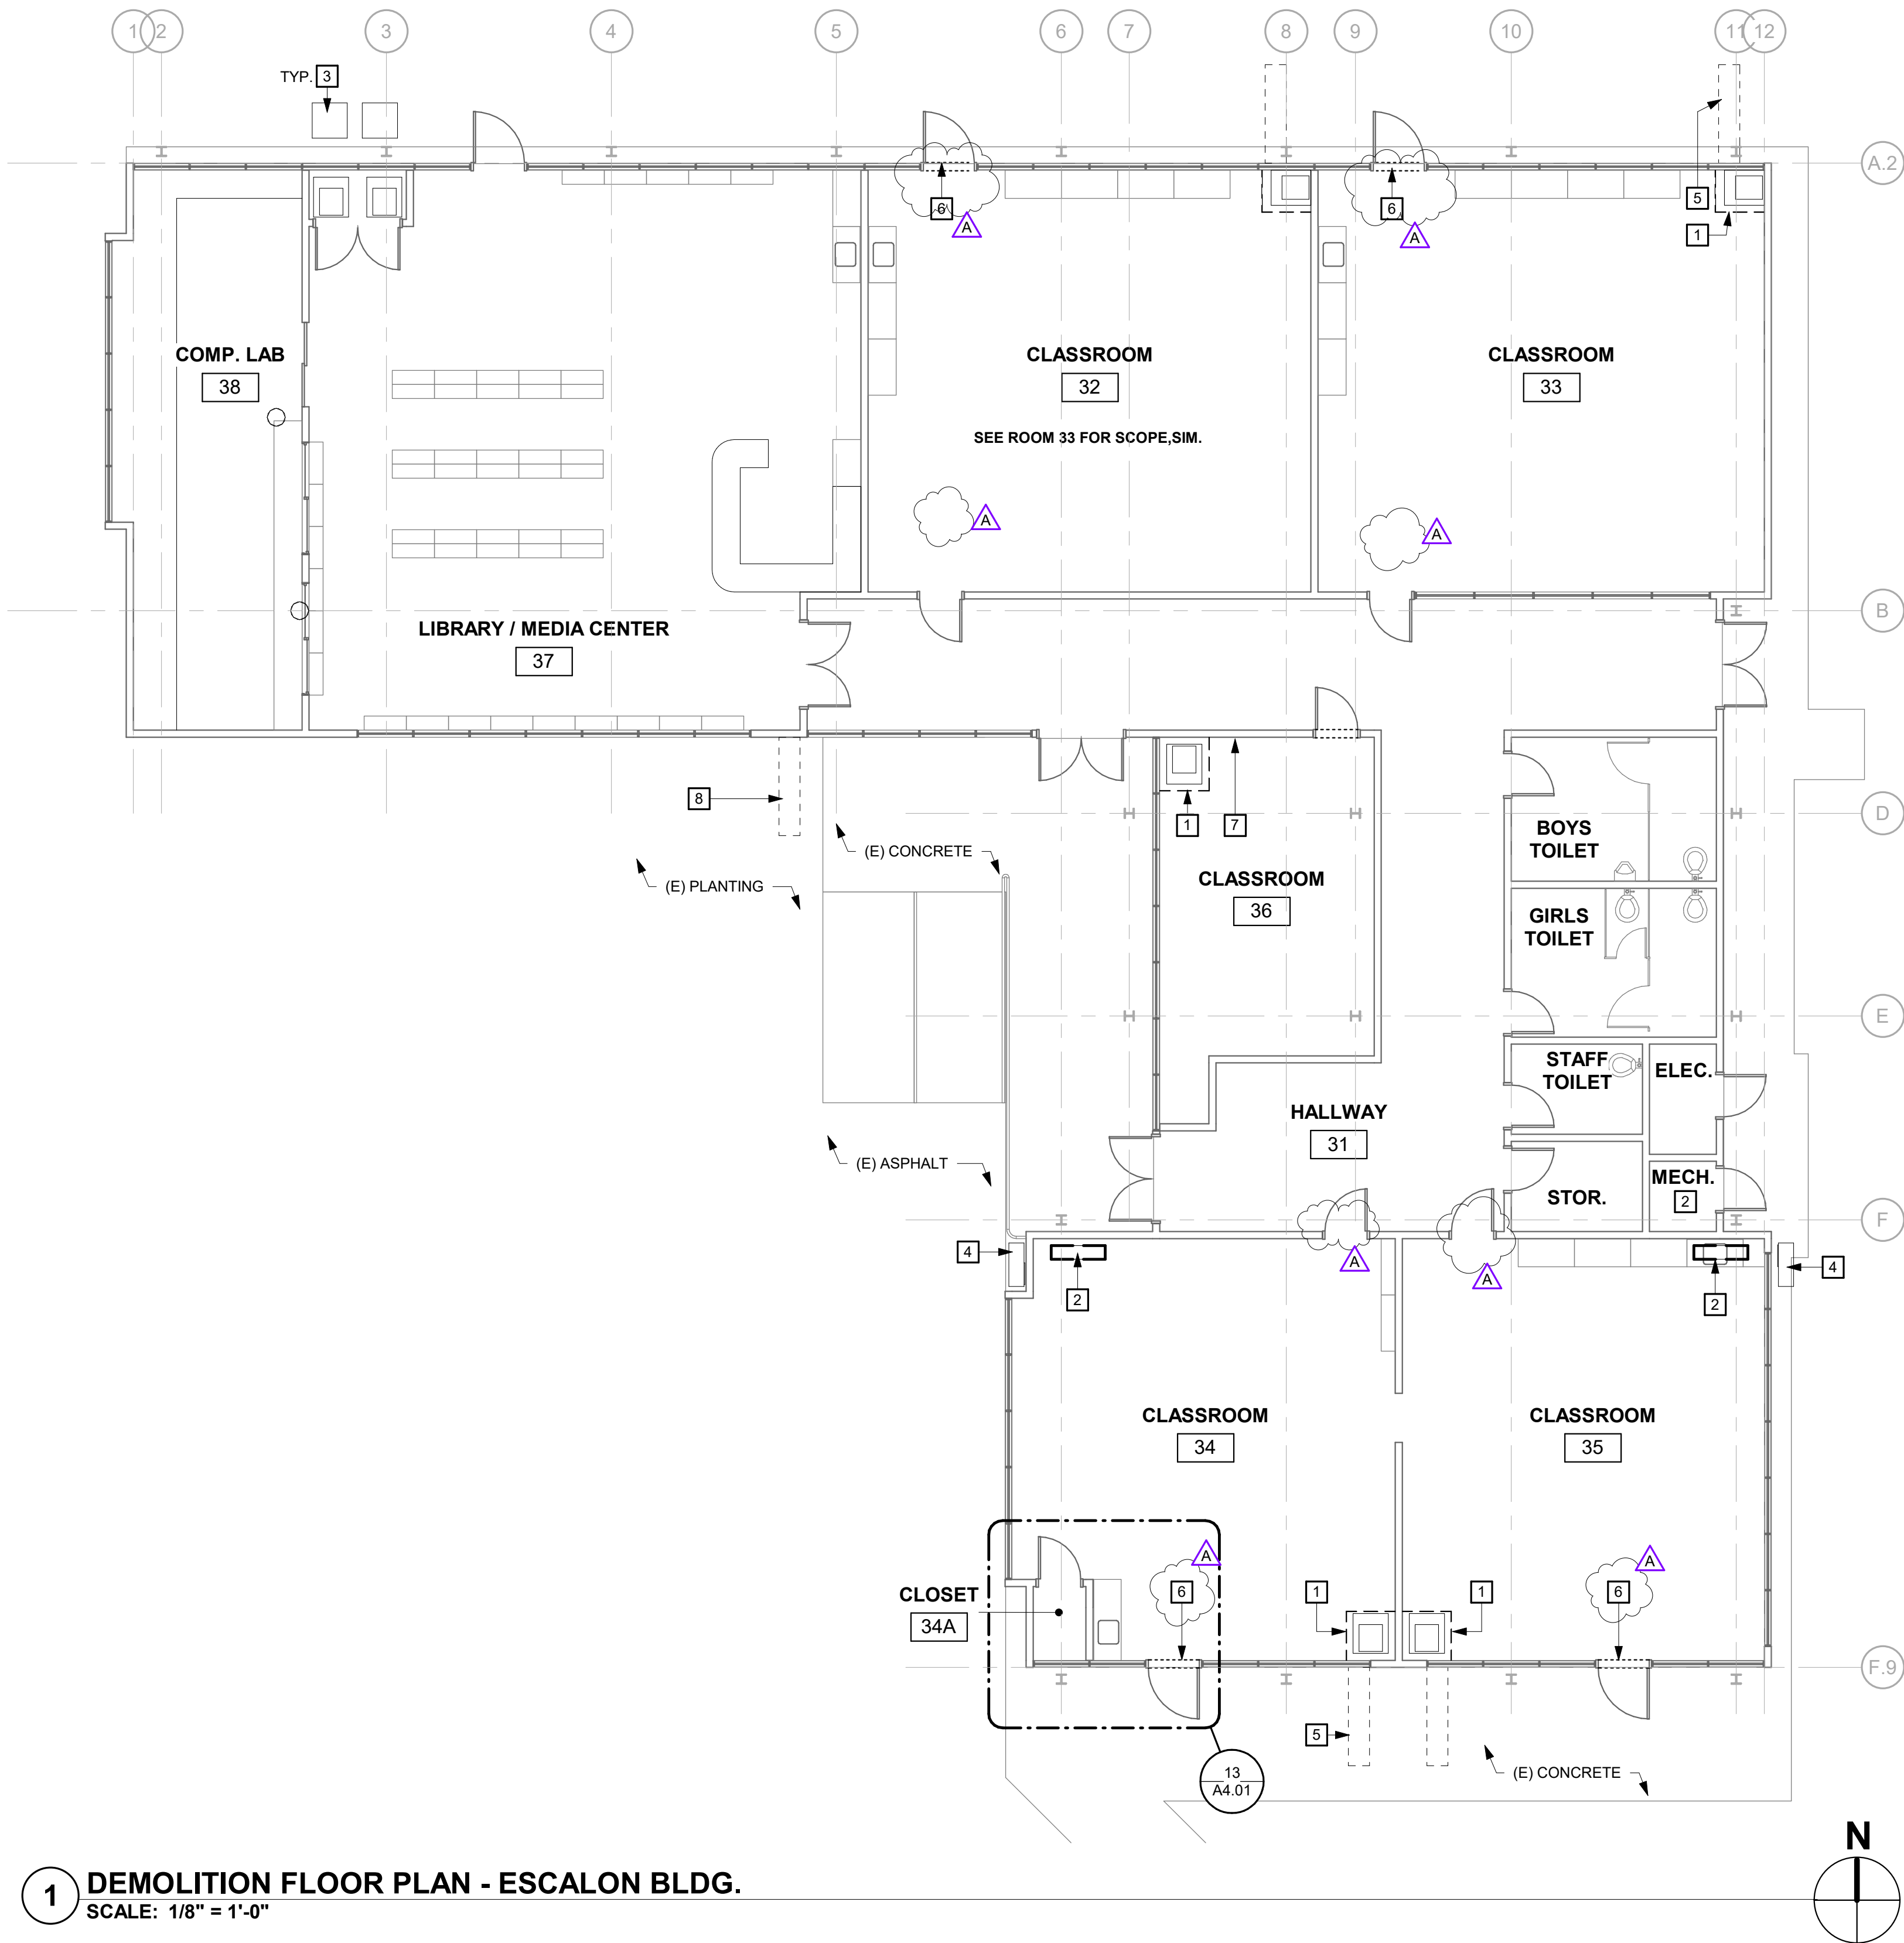 1 2 3 4 5 6 7 8 9 10 11 12
TYP. 3
A.2
5
6
6
A
A
1
COMP. LAB
38
CLASSROOM
32
CLASSROOM
33
SEE ROOM 33 FOR SCOPE,SIM.
A
A
B
LIBRARY / MEDIA CENTER
37
8
1
7
D
BOYS
TOILET
(E) CONCRETE
(E) PLANTING
CLASSROOM
36
GIRLS
TOILET
E
STAFF
TOILET
ELEC.
HALLWAY
31
(E) ASPHALT
MECH.
2
STOR.
F
4
A
A
4
2
2
CLASSROOM
34
CLASSROOM
35
A
A
CLOSET
34A
6
1
1
6
F.9
5
13
A4.01
(E) CONCRETE
N
1
DEMOLITION FLOOR PLAN - ESCALON BLDG.
SCALE: 1/8" = 1'-0"